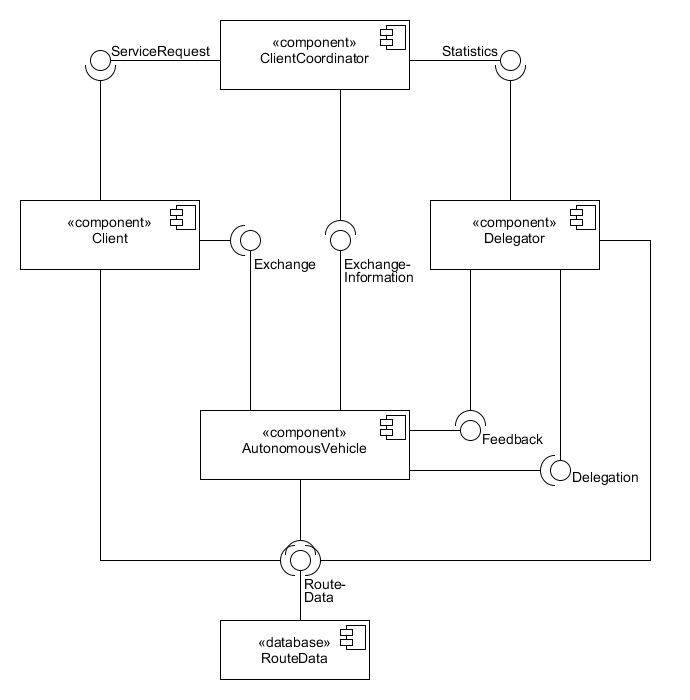 «component»
ClientCoordinator
ServiceRequest
Statistics
«component»
Client
«component»
Delegator
Exchange
Exchange-
Information
«component»
AutonomousVehicle
Feedback
Delegation
Route-
Data
«database»
RouteData